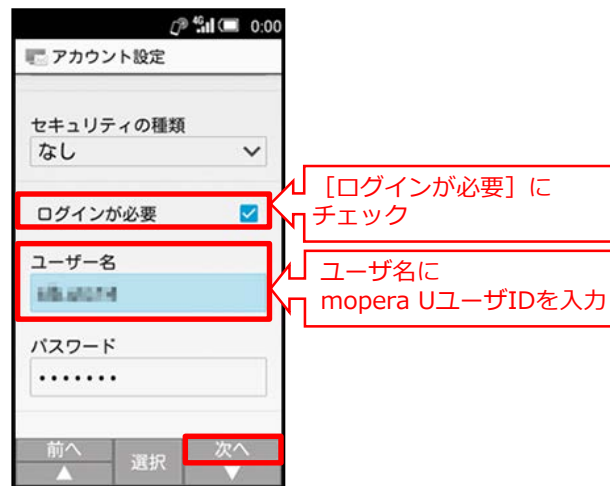 4G 0:00
アカウント設定
セキュリティの種類
なし
ログインが必要
[ログインが必要]に
チェック
ユーザー名
ユーザ名に
mopera UユーザIDを入力
パスワード
•••••••
前へ 選択 次へ